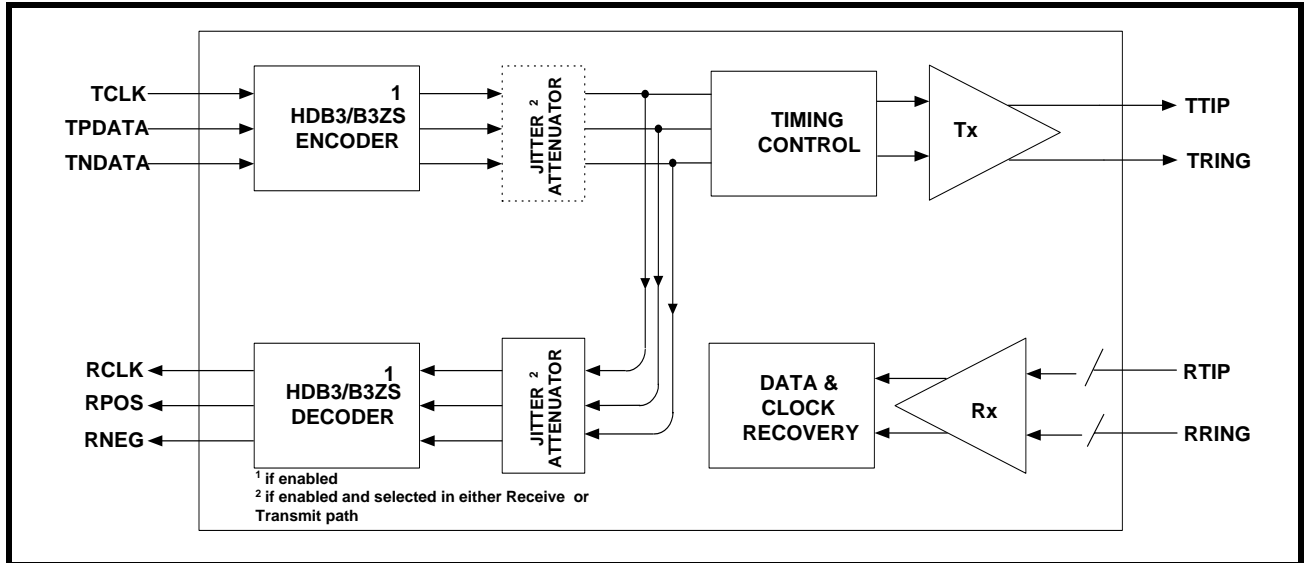 TCLK
TPDATA
TNDATA
1
HDB3/B3ZS
ENCODER
JITTER 2
ATTENUATOR
TIMING
CONTROL
Tx
TTIP
TRING
RCLK
RPOS
RNEG
1
HDB3/B3ZS
DECODER
JITTER 2
ATTENUATOR
DATA &
CLOCK
RECOVERY
Rx
RTIP
RRING
1 if enabled
2 if enabled and selected in either Receive or
Transmit path